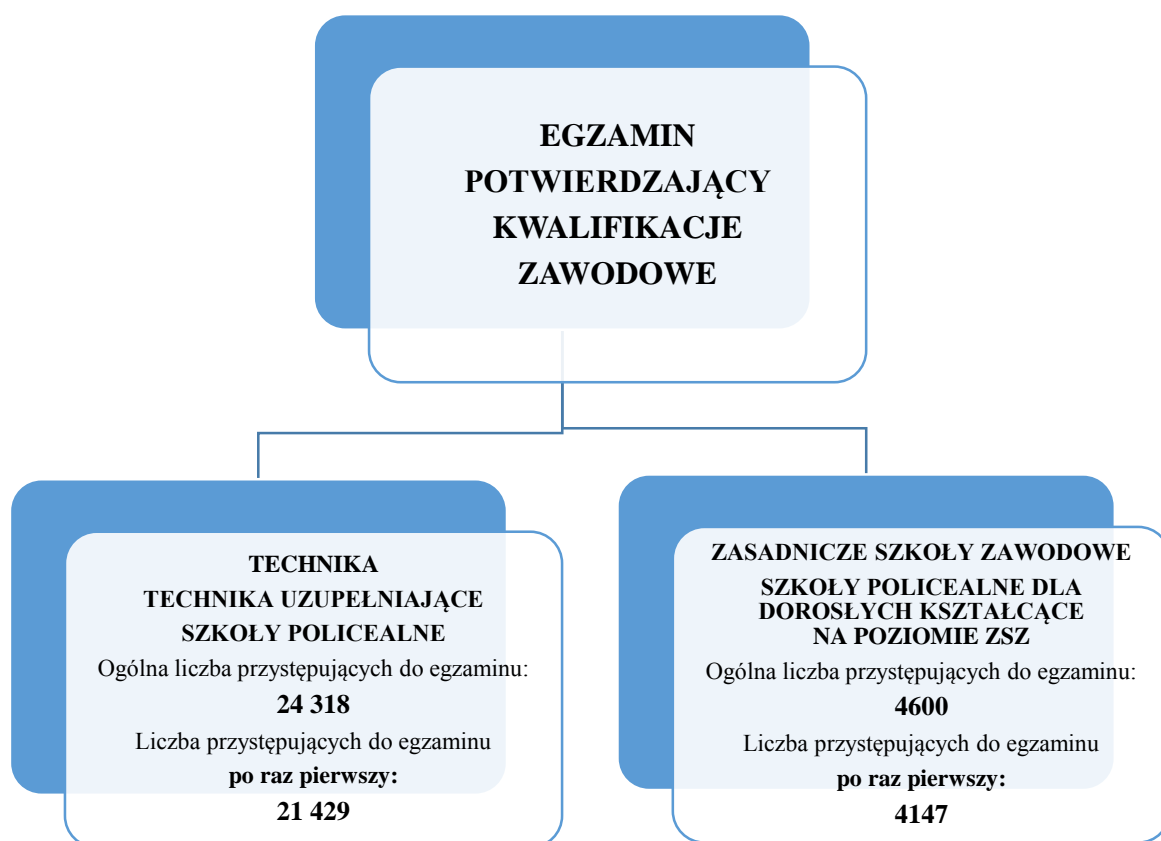 EGZAMIN
POTWIERDZAJĄCY
KWALIFIKACJE
ZAWODOWE
TECHNIKA
TECHNIKA UZUPEŁNIAJĄCE
SZKOŁY POLICEALNE
Ogólna liczba przystępujących do egzaminu:
24 318
Liczba przystępujących do egzaminu
po raz pierwszy:
21 429
ZASADNICZE SZKOŁY ZAWODOWE
SZKOŁY POLICEALNE DLA
DOROSŁYCH KSZTAŁCĄCE
NA POZIOMIE ZSZ
Ogólna liczba przystępujących do egzaminu:
4600
Liczba przystępujących do egzaminu
po raz pierwszy:
4147